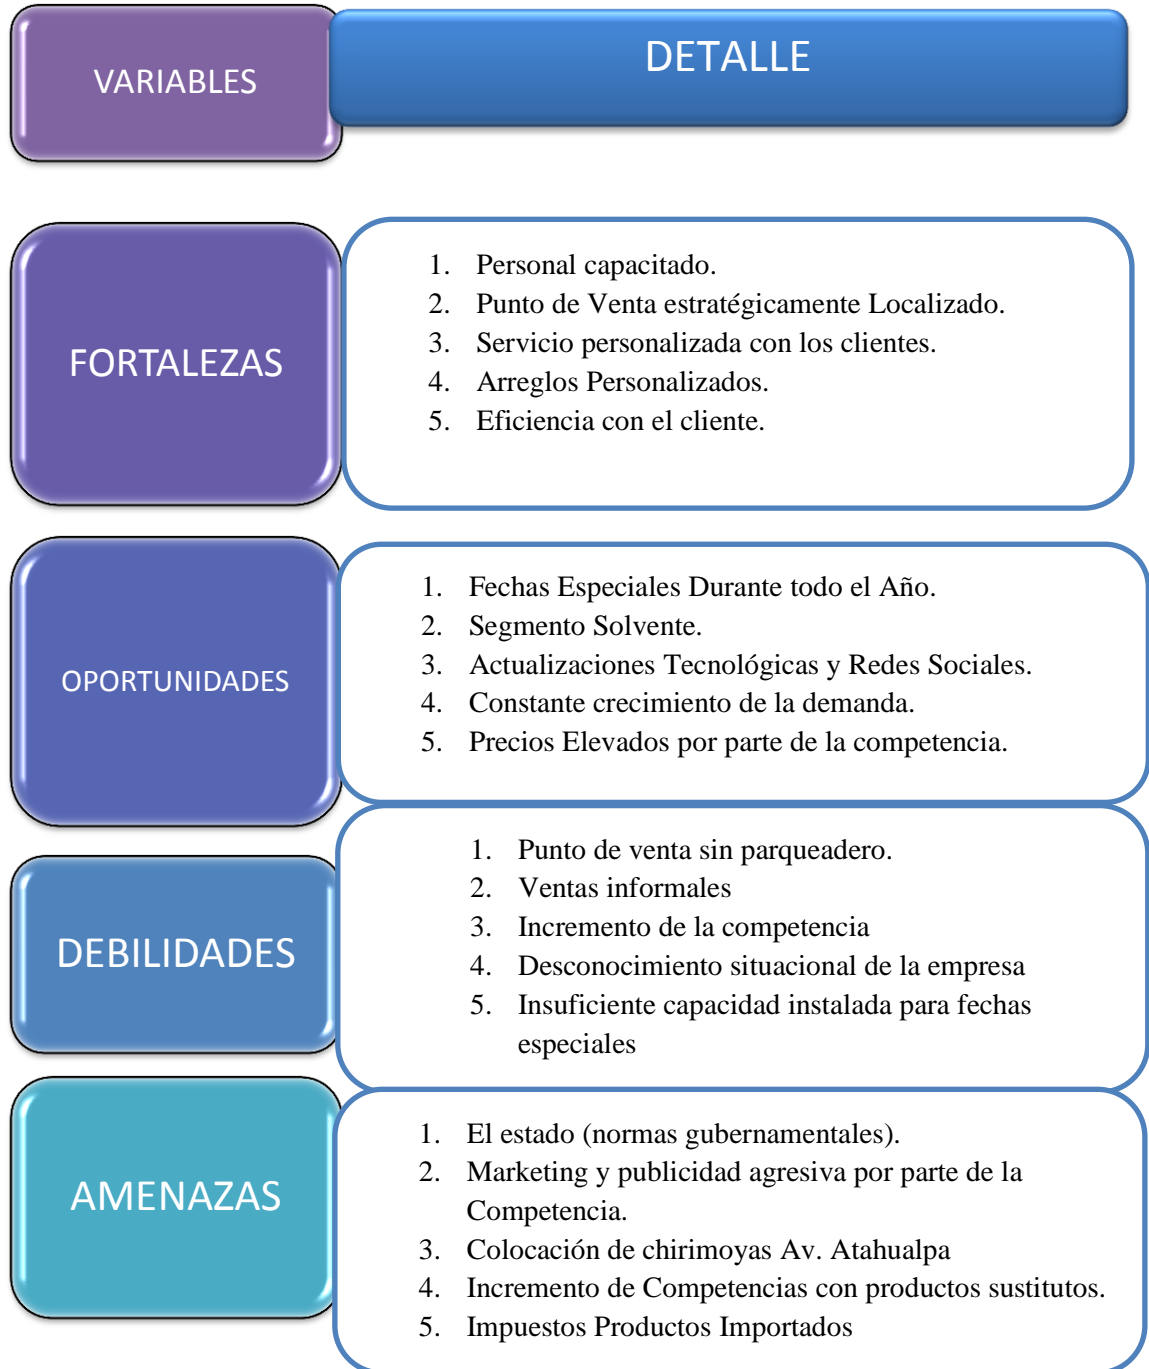 VARIABLES
DETALLE
FORTALEZAS
1. Personal capacitado.
2. Punto de Venta estratégicamente Localizado.
3. Servicio personalizada con los clientes.
4. Arreglos Personalizados.
5. Eficiencia con el cliente.
OPORTUNIDADES
1. Fechas Especiales Durante todo el Año.
2. Segmento Solvente.
3. Actualizaciones Tecnológicas y Redes Sociales.
4. Constante crecimiento de la demanda.
5. Precios Elevados por parte de la competencia.
DEBILIDADES
1. Punto de venta sin parqueadero.
2. Ventas informales
3. Incremento de la competencia
4. Desconocimiento situacional de la empresa
5. Insuficiente capacidad instalada para fechas
especiales
AMENAZAS
1. El estado (normas gubernamentales).
2. Marketing y publicidad agresiva por parte de la
Competencia.
3. Colocación de chirimoyas Av. Atahualpa
4. Incremento de Competencias con productos sustitutos.
5. Impuestos Productos Importados